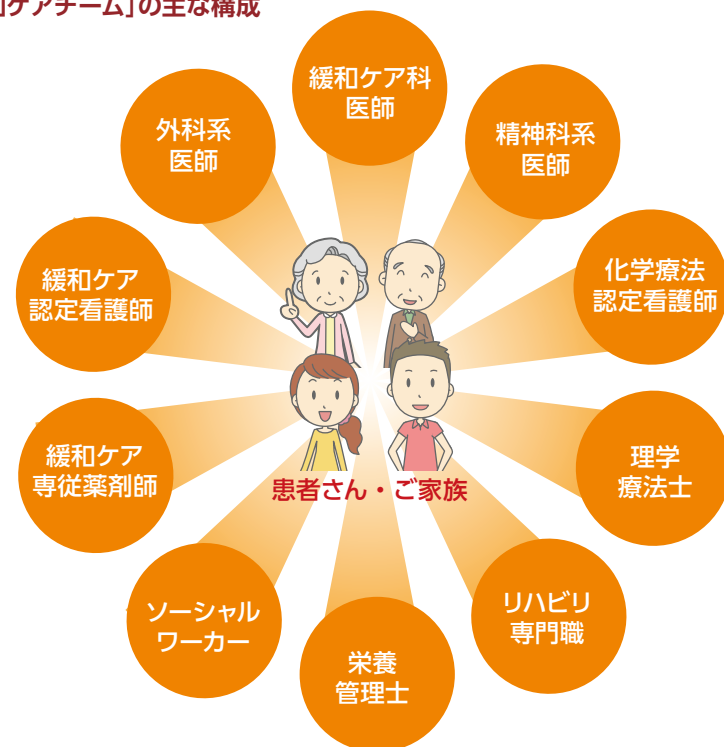 ケアチーム」の主な構成
緩和ケア科
医師
精神科系
医師
化学療法
認定看護師
理学
療法士
リハビリ
専門職
栄養
管理士
ソーシャル
ワーカー
緩和ケア
専従薬剤師
緩和ケア
認定看護師
外科系
医師
患者さん・ご家族